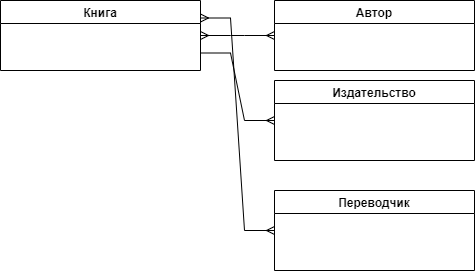 Книга
Автор
Издательство
Переводчик